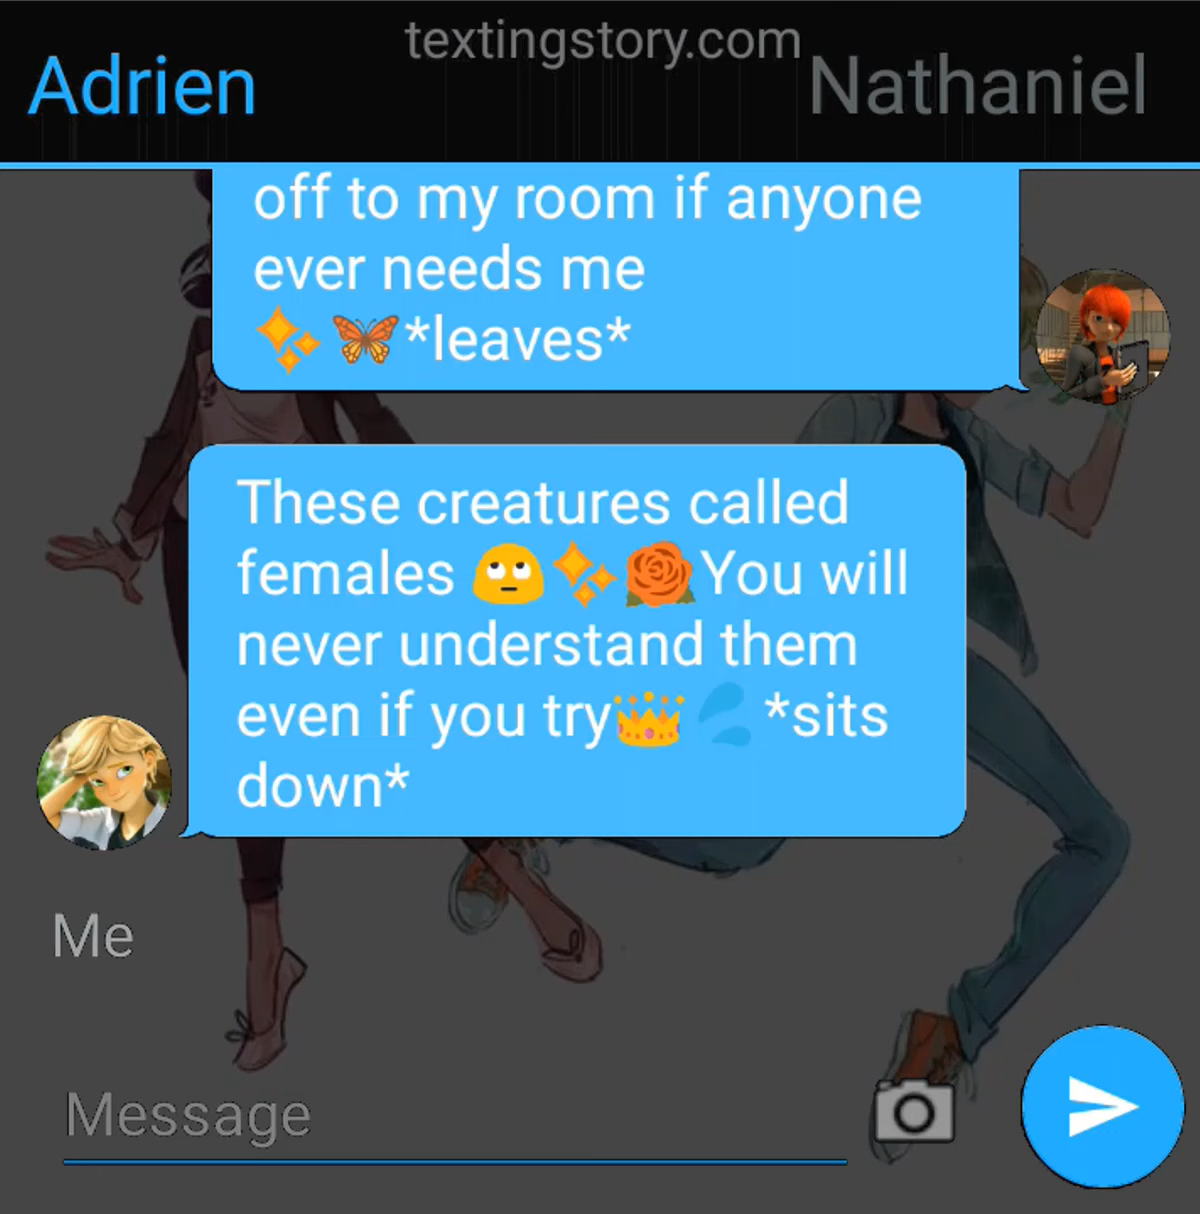 textingstory.com
Adrien
Nathaniel
off to my room if anyone
ever needs me
✨🦋*leaves*
These creatures called
females 🙄✨🌹You will
never understand them
even if you try👑💦*sits
down*
Me
Message